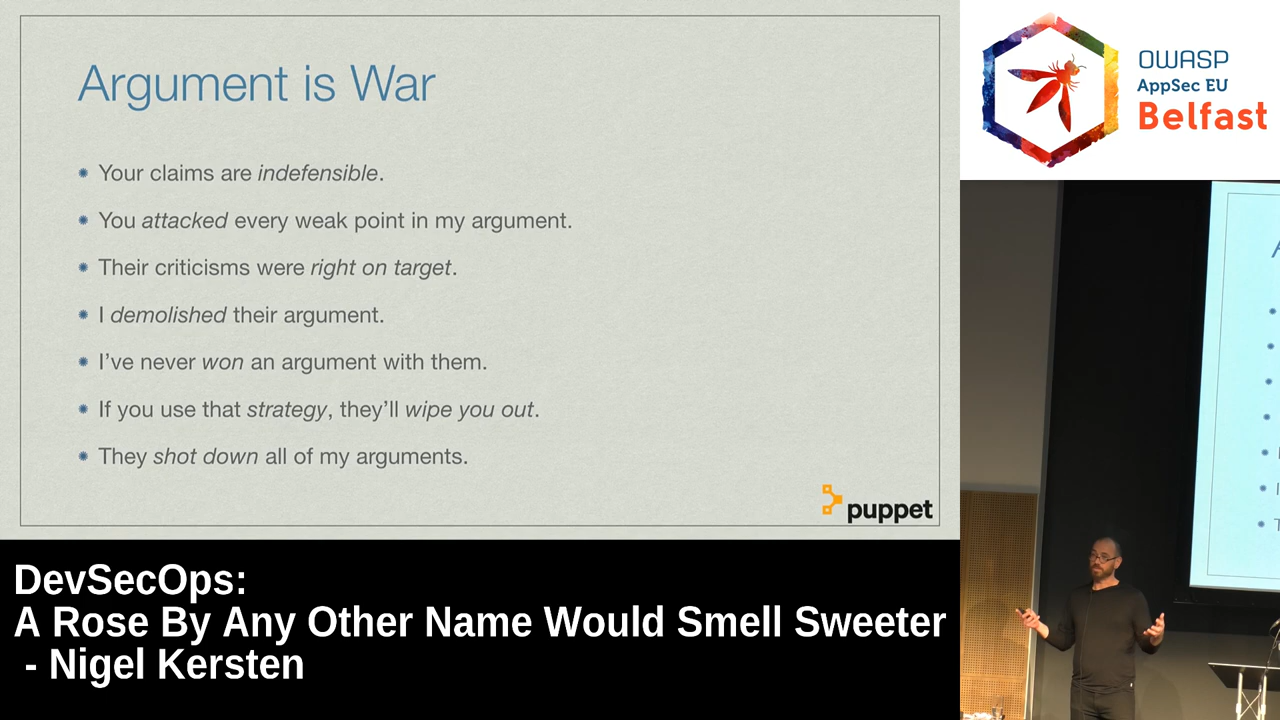 Argument is War
Your claims are indefensible.
You attacked every weak point in my argument.
Their criticisms were right on target.
I demolished their argument.
I’ve never won an argument with them.
If you use that strategy, they’ll wipe you out.
They shot down all of my arguments.
puppet
DevSecOps:
A Rose By Any Other Name Would Smell Sweeter
- Nigel Kersten
OWASP
AppSec EU
Belfast